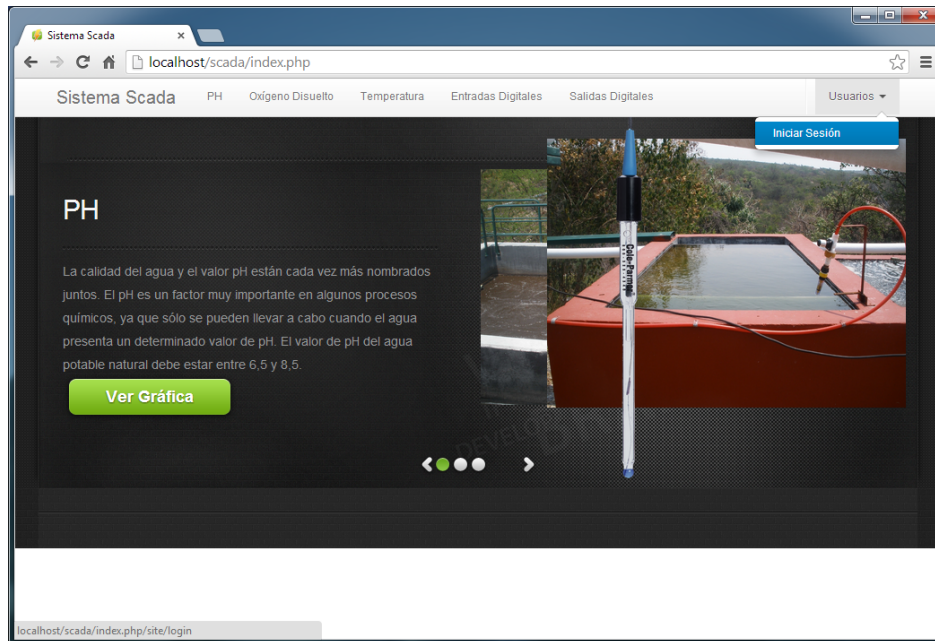 Sistema Scada
localhost/scada/index.php
Sistema Scada PH Oxígeno Disuelto Temperatura Entradas Digitales Salidas Digitales Usuarios
Iniciar Sesión
PH
La calidad del agua y el valor pH están cada vez más nombrados
juntos. El pH es un factor muy importante en algunos procesos
químicos, ya que sólo se pueden llevar a cabo cuando el agua
presenta un determinado valor de pH. El valor de pH del agua
potable natural debe estar entre 6,5 y 8,5.
Ver Gráfica
Cole-Parmer
localhost/scada/index.php/site/login